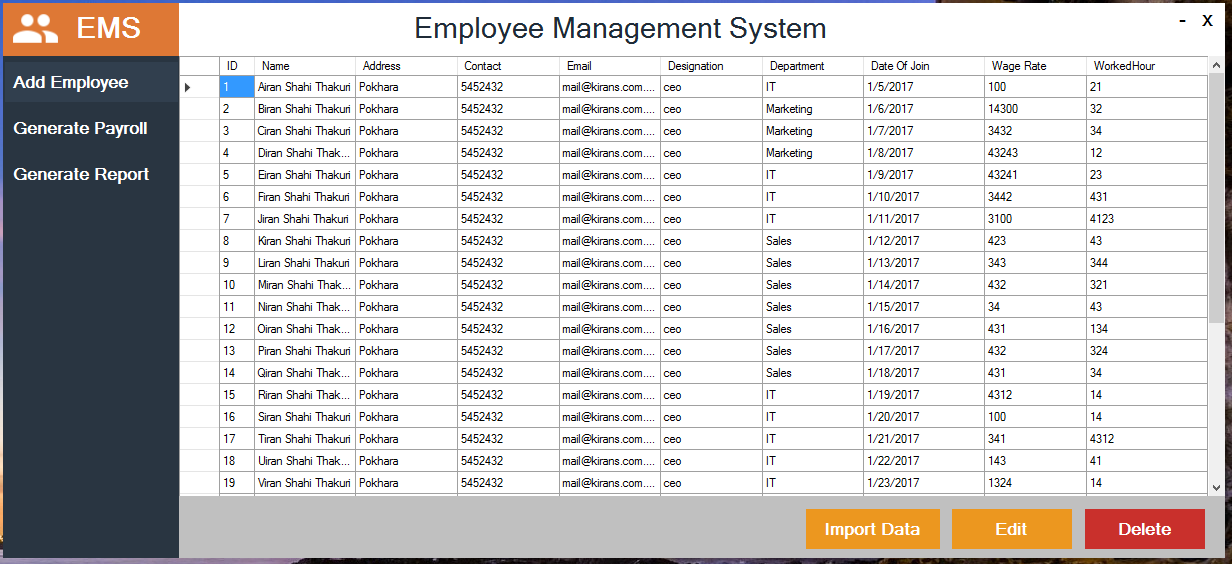 EMS
Employee Management System
- X
Add Employee
Generate Payroll
Generate Report
ID Name Address Contact Email Designation Department Date Of Join Wage Rate WorkedHour
1 Airan Shahi Thakuri Pokhara 5452432 mail@kirans.com.... ceo IT 1/5/2017 100 21
2 Biran Shahi Thakuri Pokhara 5452432 mail@kirans.com.... ceo Marketing 1/6/2017 14300 32
3 Ciran Shahi Thakuri Pokhara 5452432 mail@kirans.com.... ceo Marketing 1/7/2017 3432 34
4 Diran Shahi Thak... Pokhara 5452432 mail@kirans.com.... ceo Marketing 1/8/2017 43243 12
5 Eiran Shahi Thakuri Pokhara 5452432 mail@kirans.com.... ceo IT 1/9/2017 43241 23
6 Firan Shahi Thakuri Pokhara 5452432 mail@kirans.com.... ceo IT 1/10/2017 3442 431
7 Jiran Shahi Thakuri Pokhara 5452432 mail@kirans.com.... ceo IT 1/11/2017 3100 4123
8 Kiran Shahi Thakuri Pokhara 5452432 mail@kirans.com.... ceo Sales 1/12/2017 423 43
9 Liran Shahi Thakuri Pokhara 5452432 mail@kirans.com.... ceo Sales 1/13/2017 343 344
10 Miran Shahi Thak... Pokhara 5452432 mail@kirans.com.... ceo Sales 1/14/2017 432 321
11 Niran Shahi Thak... Pokhara 5452432 mail@kirans.com.... ceo Sales 1/15/2017 34 43
12 Oiran Shahi Thak... Pokhara 5452432 mail@kirans.com.... ceo Sales 1/16/2017 431 134
13 Piran Shahi Thakuri Pokhara 5452432 mail@kirans.com.... ceo Sales 1/17/2017 432 324
14 Qiran Shahi Thak... Pokhara 5452432 mail@kirans.com.... ceo Sales 1/18/2017 431 34
15 Riran Shahi Thak... Pokhara 5452432 mail@kirans.com.... ceo IT 1/19/2017 4312 14
16 Siran Shahi Thakuri Pokhara 5452432 mail@kirans.com.... ceo IT 1/20/2017 100 14
17 Tiran Shahi Thakuri Pokhara 5452432 mail@kirans.com.... ceo IT 1/21/2017 341 4312
18 Uiran Shahi Thak... Pokhara 5452432 mail@kirans.com.... ceo IT 1/22/2017 143 41
19 Viran Shahi Thakuri Pokhara 5452432 mail@kirans.com.... ceo IT 1/23/2017 1324 14
Import Data Edit Delete